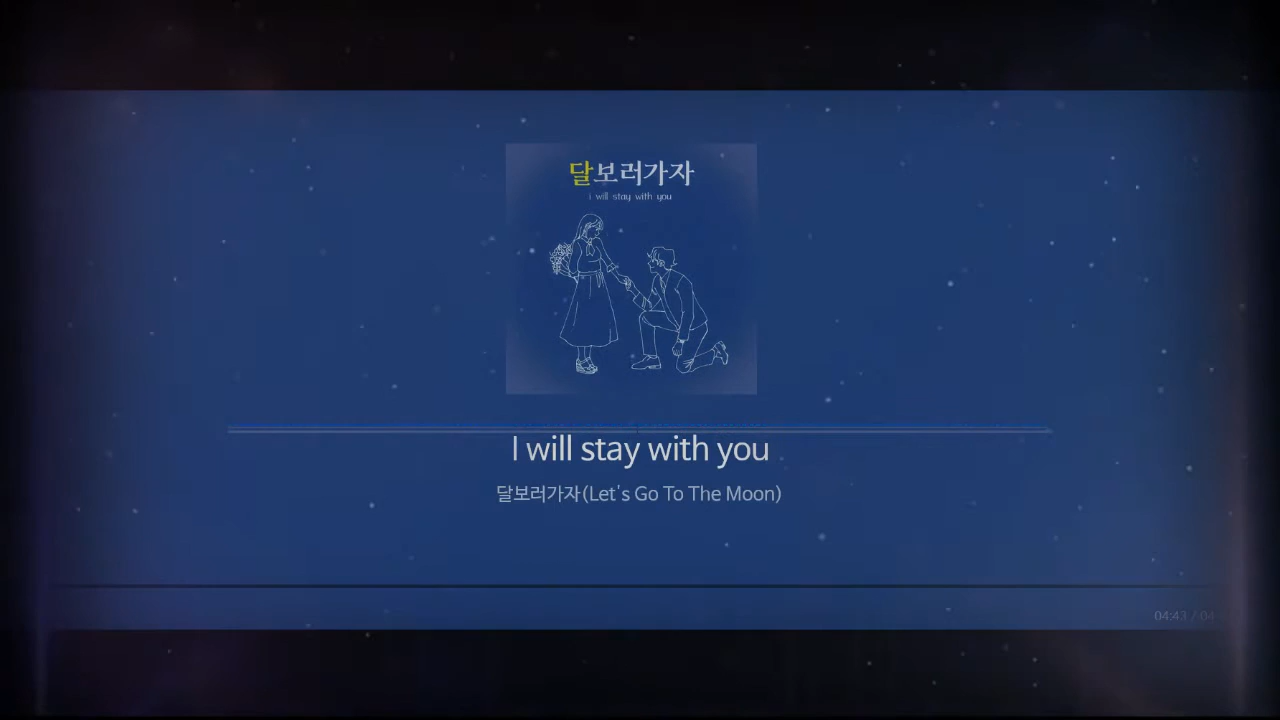 달보러가자
i will stay with you
I will stay with you
달보러가자(Let's Go To The Moon)
04:43 / 04